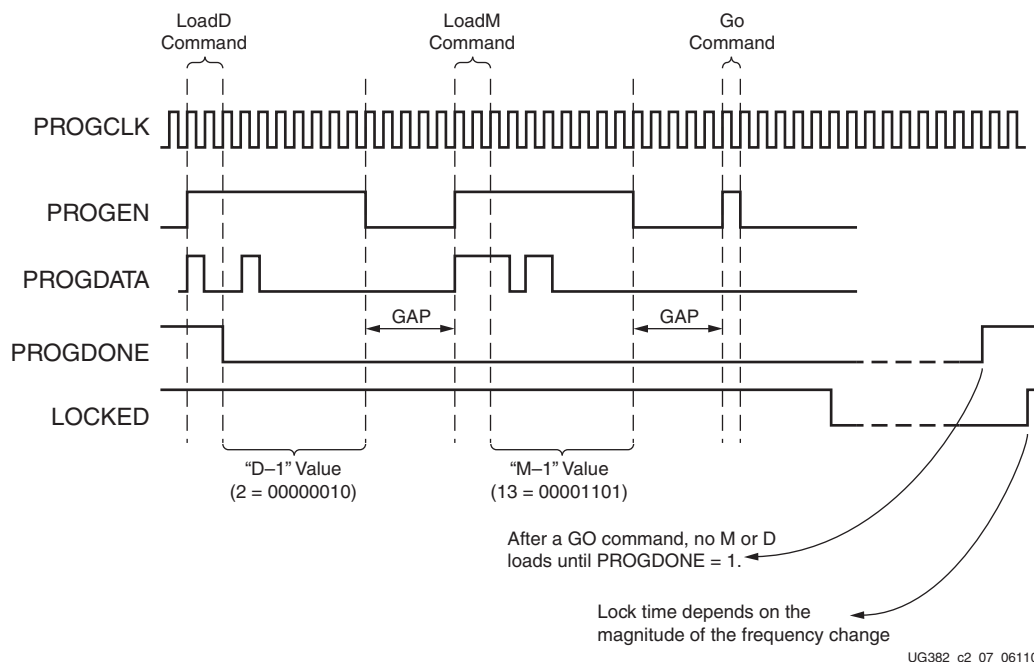 LoadD
Command
LoadM
Command
Go
Command
PROGCLK
PROGEN
PROGDATA
GAP
GAP
PROGDONE
LOCKED
“D–1” Value
(2 = 00000010)
“M–1” Value
(13 = 00001101)
After a GO command, no M or D
loads until PROGDONE = 1.
Lock time depends on the
magnitude of the frequency change